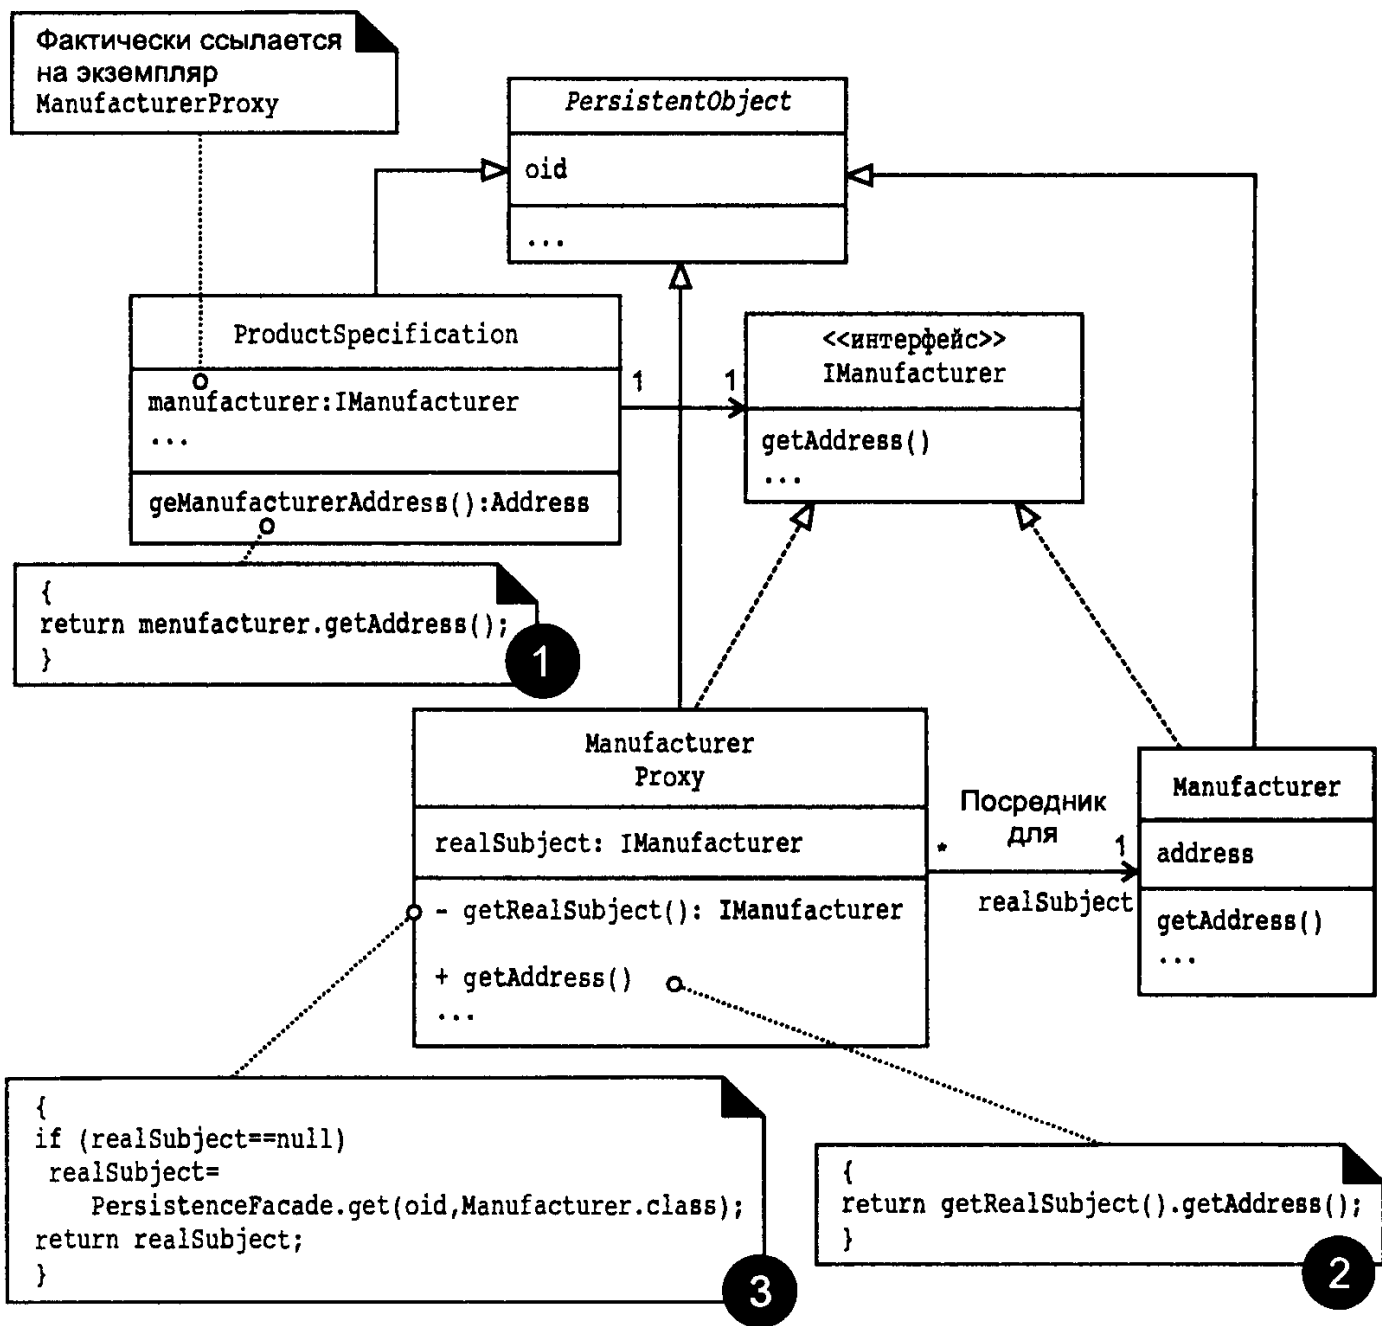 Фактически ссылается
на экземпляр
ManufacturerProxy
PersistentObject
oid
...
ProductSpecification
manufacturer:IManufacturer
...
geManufacturerAddress():Address
1
1
<<интерфейс>>
IManufacturer
getAddress()
...
{
return menufacturer.getAddress();
}
1
Manufacturer
Proxy
realSubject: IManufacturer
- getRealSubject(): IManufacturer
+ getAddress()
...
Посредник
для
*
1
realSubject
Manufacturer
address
getAddress()
...
{
if (realSubject==null)
realSubject=
PersistenceFacade.get(oid,Manufacturer.class);
return realSubject;
}
3
{
return getRealSubject().getAddress();
}
2